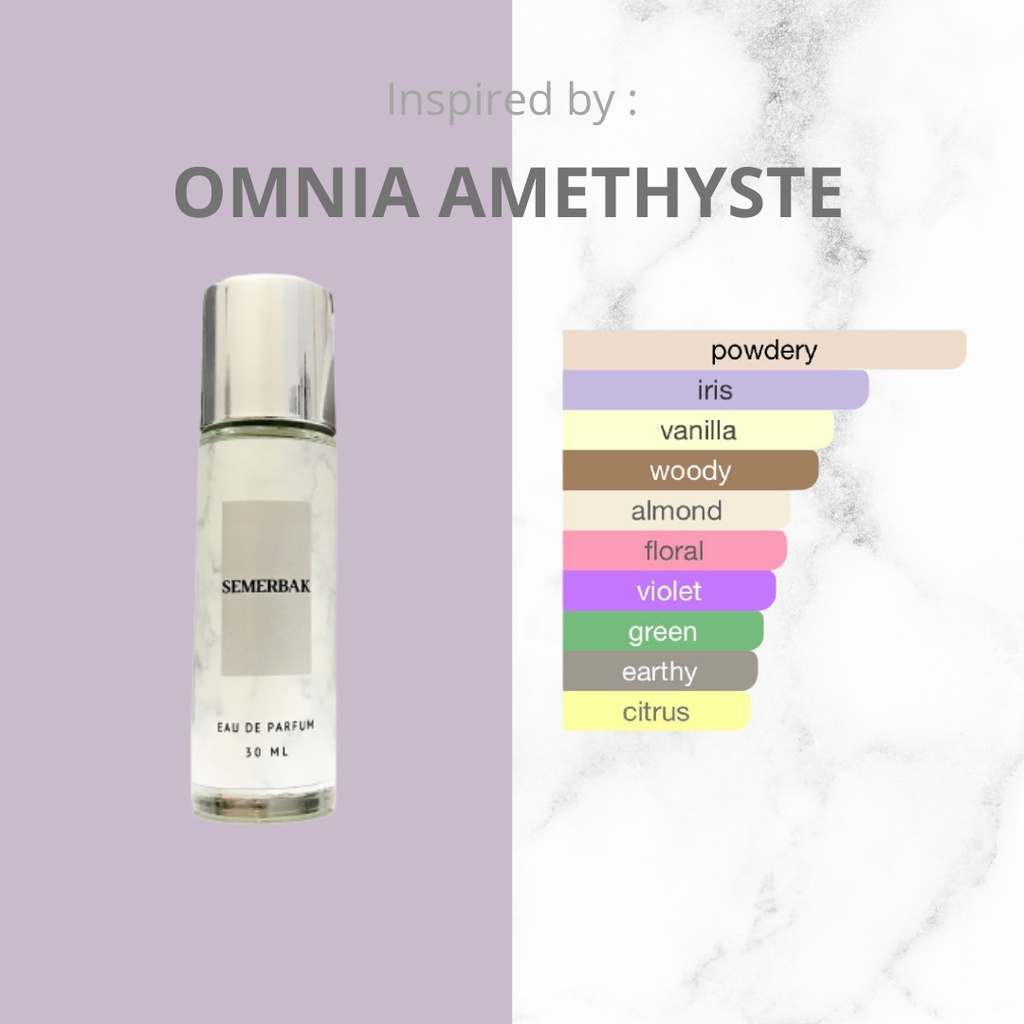 Inspired by :
OMNIA AMETHYSTE
SEMERBAK
EAU DE PARFUM
30 ML
powdery
iris
vanilla
woody
almond
floral
violet
green
earthy
citrus